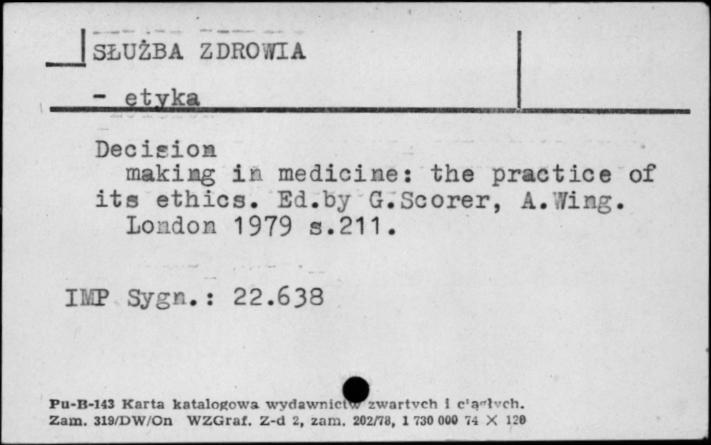 SŁUŻBA ZDROWIA
- etyka
Decision
making in medicine: the practice of
its ethics. Ed.by G.Scorer, A.Wing.
London 1979 s.211.
IMP Sygn.: 22.638
Pu-B-143 Karta katalogowa wydawnictw zwartych i ciągłych.
Zam. 319/DW/On WZGraf. Z-d 2, zam. 202/78, 1 730 000 74 X 120